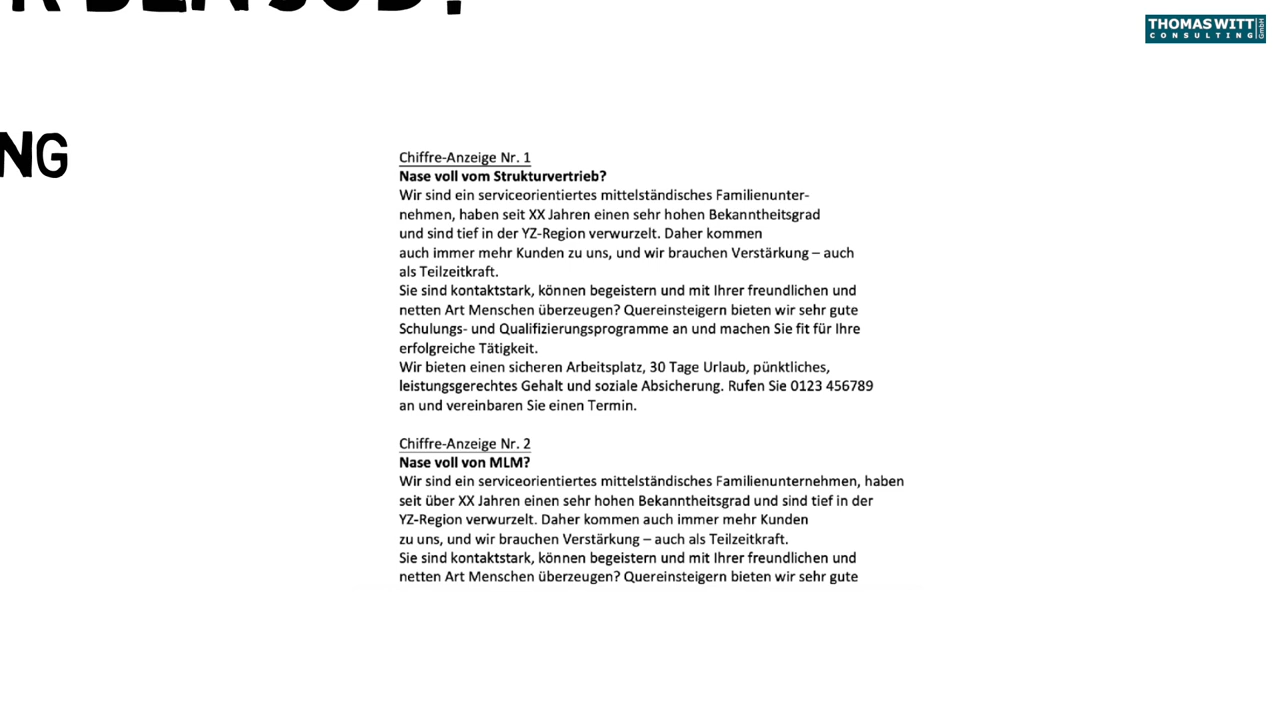 THOMAS WITT GmbH
CONSULTING
NG
Chiffre-Anzeige Nr. 1
Nase voll vom Strukturvertrieb?
Wir sind ein serviceorientiertes mittelständisches Familienunter-
nehmen, haben seit XX Jahren einen sehr hohen Bekanntheitsgrad
und sind tief in der YZ-Region verwurzelt. Daher kommen
auch immer mehr Kunden zu uns, und wir brauchen Verstärkung – auch
als Teilzeitkraft.
Sie sind kontaktstark, können begeistern und mit Ihrer freundlichen und
netten Art Menschen überzeugen? Quereinsteigern bieten wir sehr gute
Schulungs- und Qualifizierungsprogramme an und machen Sie fit für Ihre
erfolgreiche Tätigkeit.
Wir bieten einen sicheren Arbeitsplatz, 30 Tage Urlaub, pünktliches,
leistungsgerechtes Gehalt und soziale Absicherung. Rufen Sie 0123 456789
an und vereinbaren Sie einen Termin.
Chiffre-Anzeige Nr. 2
Nase voll von MLM?
Wir sind ein serviceorientiertes mittelständisches Familienunternehmen, haben
seit über XX Jahren einen sehr hohen Bekanntheitsgrad und sind tief in der
YZ-Region verwurzelt. Daher kommen auch immer mehr Kunden
zu uns, und wir brauchen Verstärkung – auch als Teilzeitkraft.
Sie sind kontaktstark, können begeistern und mit Ihrer freundlichen und
netten Art Menschen überzeugen? Quereinsteigern bieten wir sehr gute